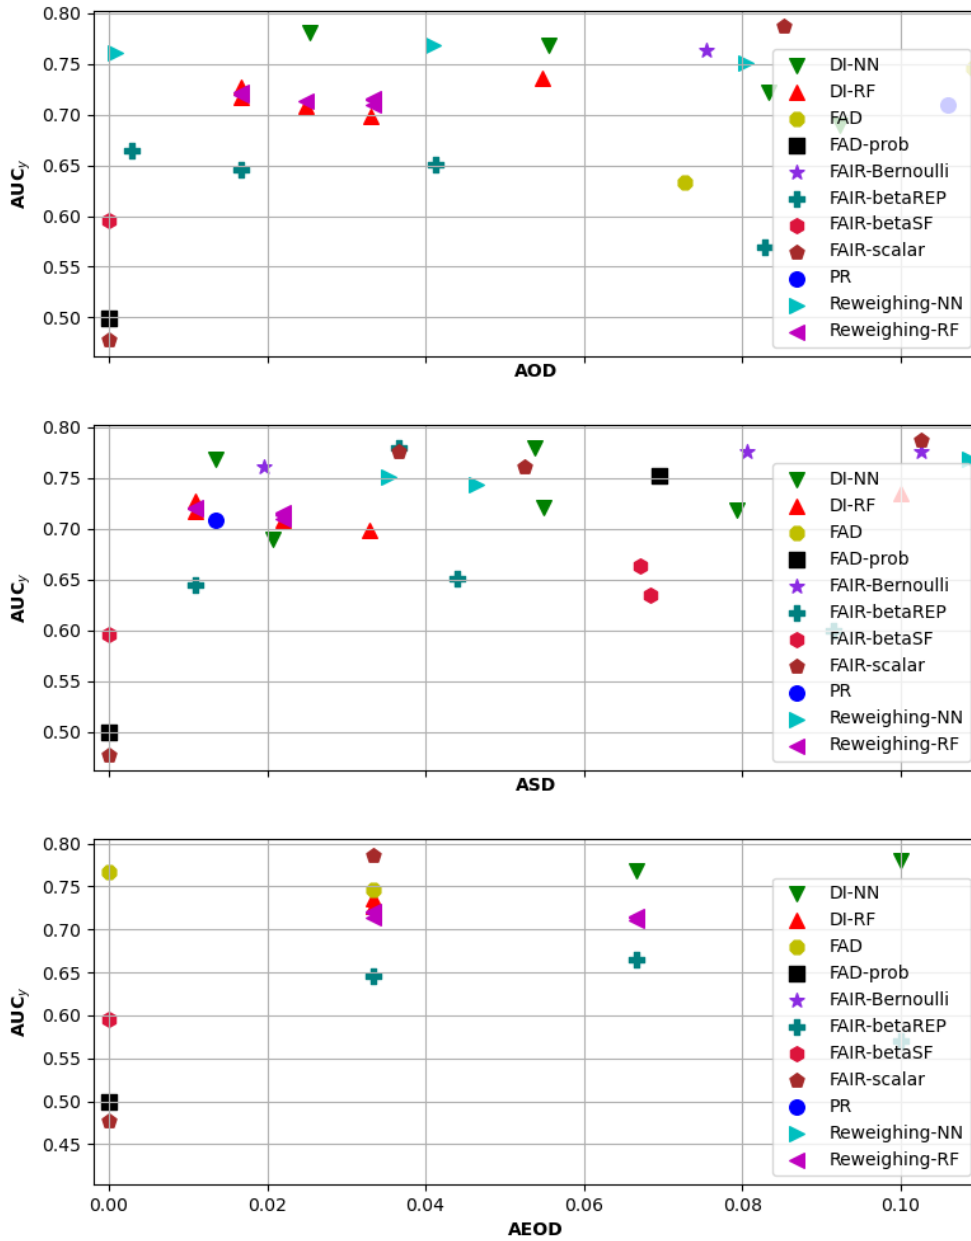 0.80
0.75
0.70
0.65
0.60
0.55
0.50
AUCy
DI-NN
DI-RF
FAD
FAD-prob
FAIR-Bernoulli
FAIR-betaREP
FAIR-betaSF
FAIR-scalar
PR
Reweighing-NN
Reweighing-RF
AOD
0.80
0.75
0.70
0.65
0.60
0.55
0.50
AUCy
DI-NN
DI-RF
FAD
FAD-prob
FAIR-Bernoulli
FAIR-betaREP
FAIR-betaSF
FAIR-scalar
PR
Reweighing-NN
Reweighing-RF
ASD
0.80
0.75
0.70
0.65
0.60
0.55
0.50
0.45
AUCy
DI-NN
DI-RF
FAD
FAD-prob
FAIR-Bernoulli
FAIR-betaREP
FAIR-betaSF
FAIR-scalar
PR
Reweighing-NN
Reweighing-RF
0.00 0.02 0.04 0.06 0.08 0.10
AEOD